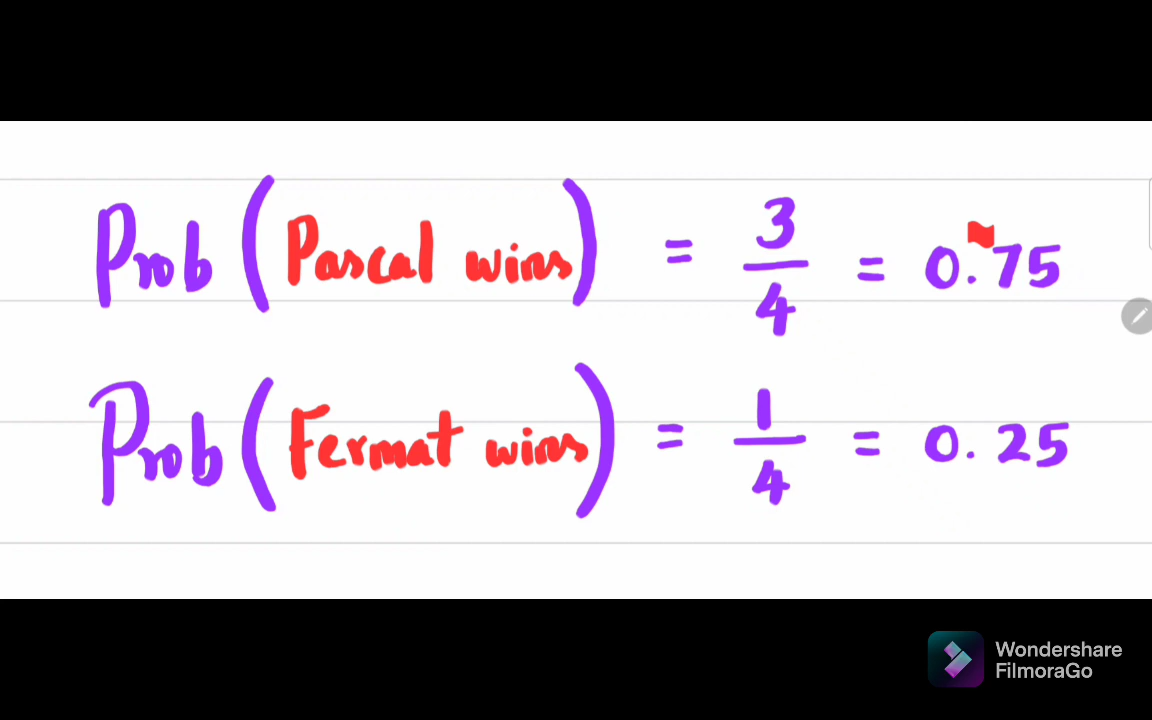 Prob (Pascal wins) = 3/4 = 0.75
Prob (Fermat wins) = 1/4 = 0.25
Wondershare
FilmoraGo